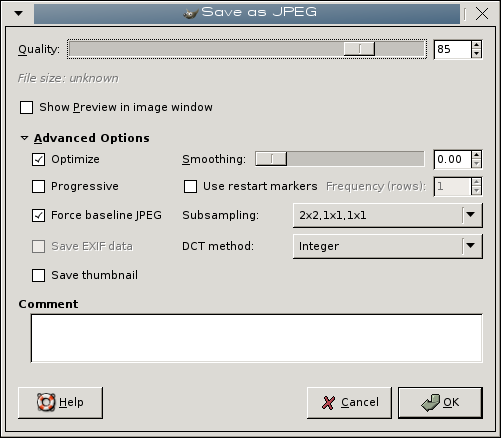 Save as JPEG
Quality: 85
File size: unknown
Show Preview in image window
Advanced Options
Optimize Smoothing: 0.00
Progressive Use restart markers Frequency (rows): 1
Force baseline JPEG Subsampling: 2x2,1x1,1x1
Save EXIF data DCT method: Integer
Save thumbnail
Comment
Help Cancel OK